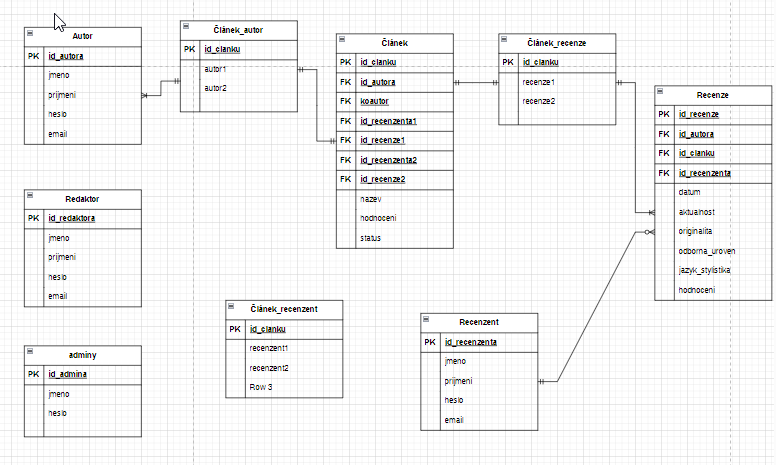 Autor
PK id_autora
jmeno
prijmeni
heslo
email
Článek_autor
PK id_clanku
autor1
autor2
Článek
PK id_clanku
FK id_autora
FK koautor
FK id_recenzenta1
FK id_recenze1
FK id_recenzenta2
FK id_recenze2
nazev
hodnoceni
status
Článek_recenze
PK id_clanku
recenze1
recenze2
Recenze
PK id_recenze
FK id_autora
FK id_clanku
FK id_recenzenta
datum
aktualnost
originalita
odborna_uroven
jazyk_stylistika
hodnoceni
Redaktor
PK id_redaktora
jmeno
prijmeni
heslo
email
Článek_recenzent
PK id_clanku
recenzent1
recenzent2
Row 3
Recenzent
PK id_recenzenta
jmeno
prijmeni
heslo
email
adminy
PK id_admina
jmeno
heslo